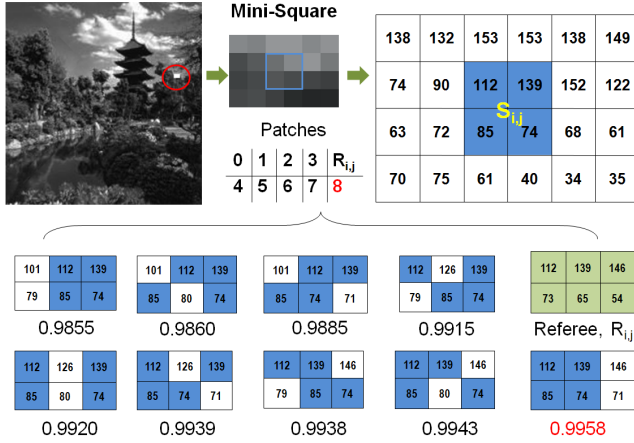 Mini-Square
138 132 153 153 138 149
74 90 112 139 152 122
S i,j
63 72 85 74 68 61
70 75 61 40 34 35
Patches
0 1 2 3 R i,j
4 5 6 7 8
101 112 139
79 85 74
0.9855
101 112 139
85 80 74
0.9860
101 112 139
85 74 71
0.9885
112 126 139
79 85 74
0.9915
112 139 146
73 65 54
Referee, R i,j
112 126 139
85 80 74
0.9920
112 126 139
85 74 71
0.9939
112 139 146
79 85 74
0.9938
112 139 146
85 80 74
0.9943
112 139 146
85 74 71
0.9958